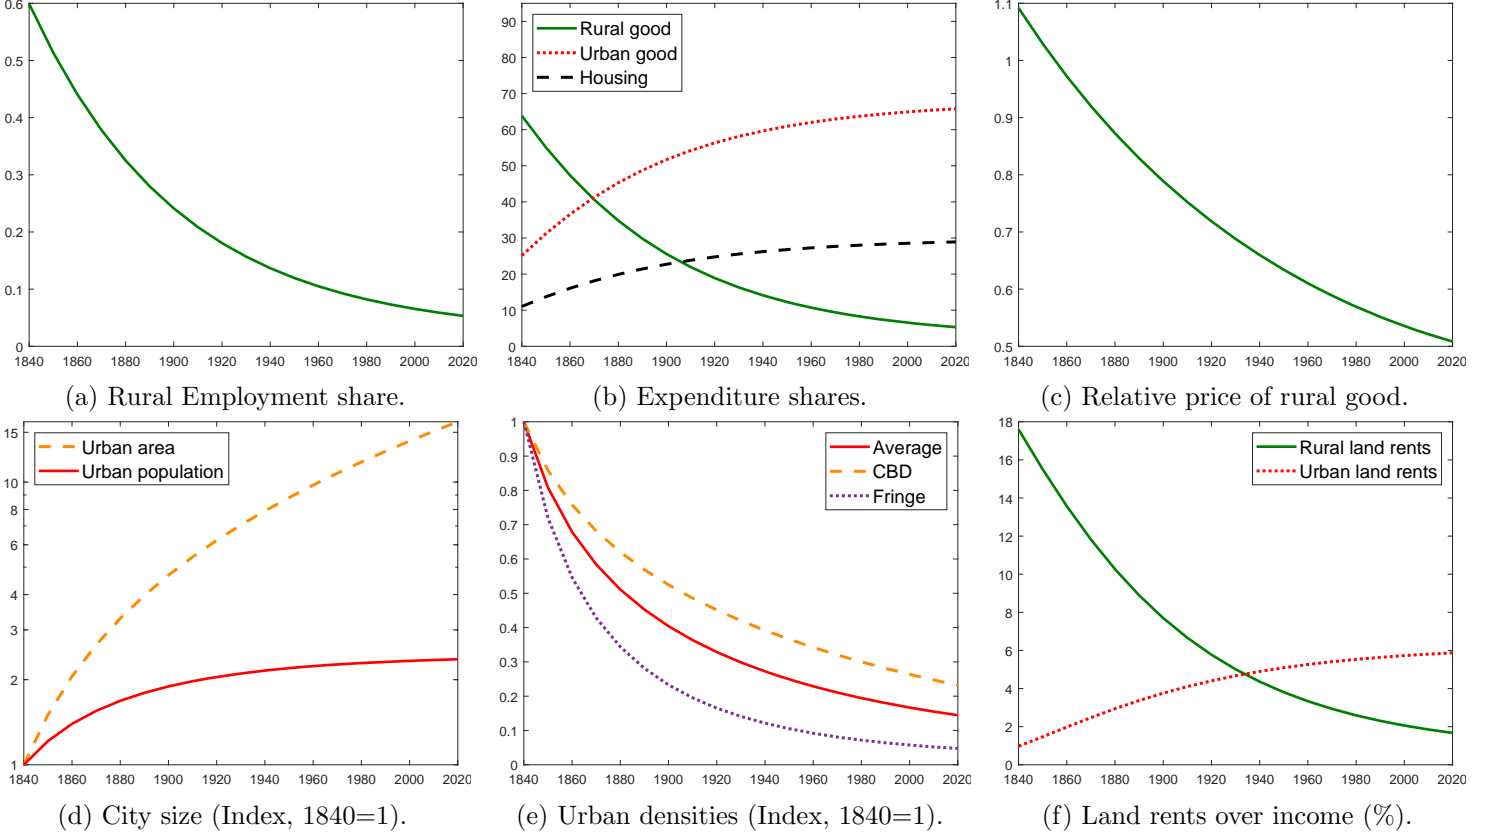 0.6
0.5
0.4
0.3
0.2
0.1
0
1840 1860 1880 1900 1920 1940 1960 1980 2000 2020
(a) Rural Employment share.
90
80
70
60
50
40
30
20
10
0
Rural good
Urban good
Housing
1840 1860 1880 1900 1920 1940 1960 1980 2000 2020
(b) Expenditure shares.
1.1
1
0.9
0.8
0.7
0.6
0.5
1840 1860 1880 1900 1920 1940 1960 1980 2000 2020
(c) Relative price of rural good.
15
10
8
6
4
3
2
1
Urban area
Urban population
1840 1860 1880 1900 1920 1940 1960 1980 2000 2020
(d) City size (Index, 1840=1).
1
0.9
0.8
0.7
0.6
0.5
0.4
0.3
0.2
0.1
0
Average
CBD
Fringe
1840 1860 1880 1900 1920 1940 1960 1980 2000 2020
(e) Urban densities (Index, 1840=1).
18
16
14
12
10
8
6
4
2
0
Rural land rents
Urban land rents
1840 1860 1880 1900 1920 1940 1960 1980 2000 2020
(f) Land rents over income (%).